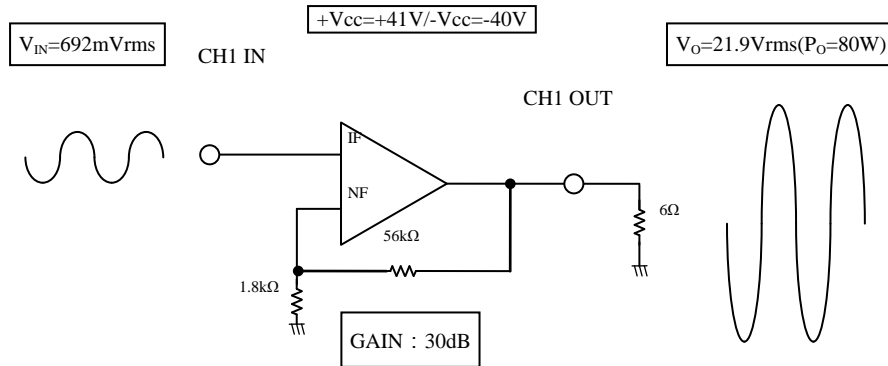 +Vcc=+41V/-Vcc=-40V
VIN=692mVrms
VO=21.9Vrms(PO=80W)
CH1 IN
CH1 OUT
IF
NF
56kΩ
6Ω
1.8kΩ
GAIN：30dB